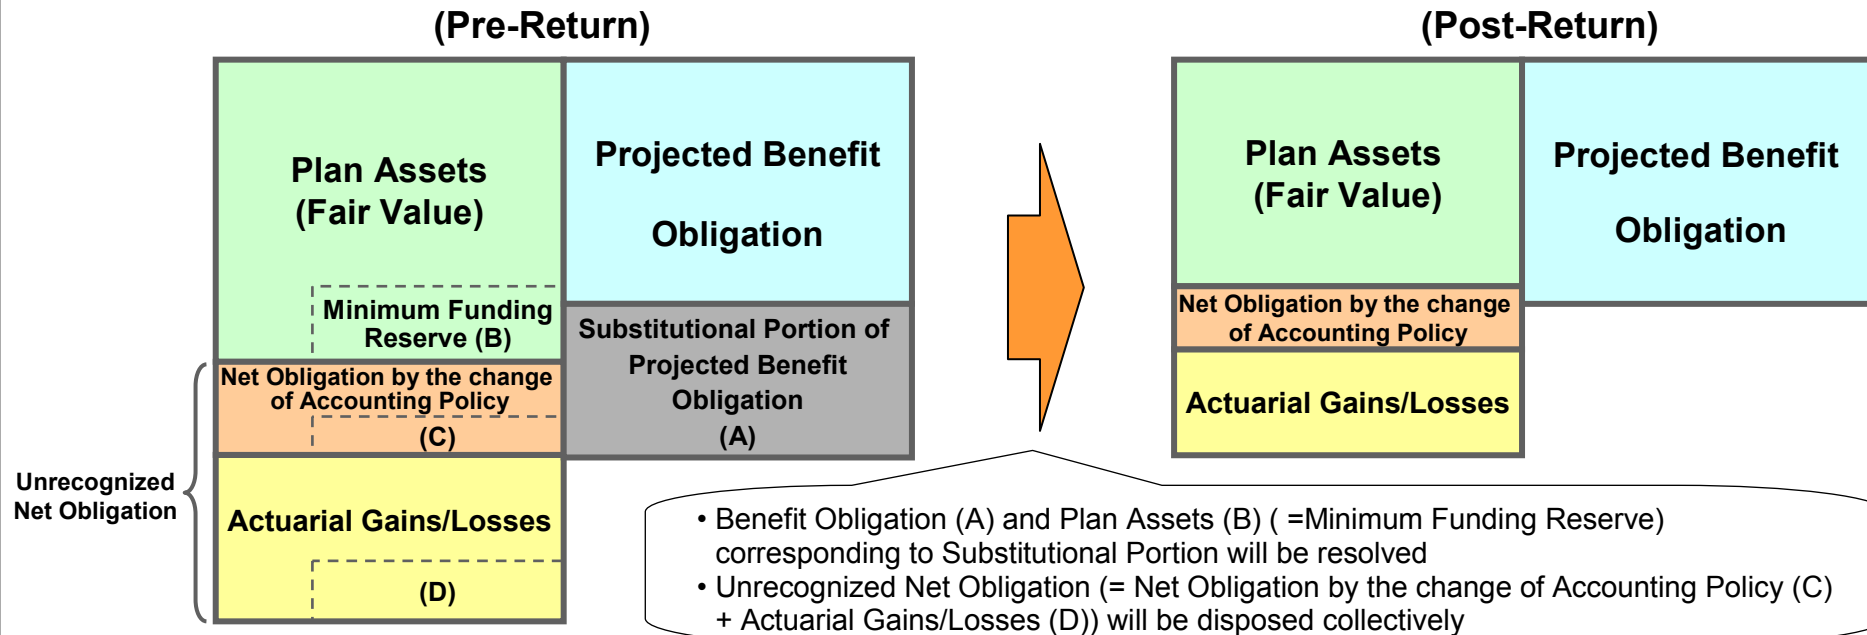 (Pre-Return)
Plan Assets
(Fair Value)
Minimum Funding
Reserve (B)
Net Obligation by the change
of Accounting Policy
(C)
Actuarial Gains/Losses
(D)
Unrecognized
Net Obligation
Projected Benefit
Obligation
Substitutional Portion of
Projected Benefit
Obligation
(A)
(Post-Return)
Plan Assets
(Fair Value)
Net Obligation by the change
of Accounting Policy
Actuarial Gains/Losses
Projected Benefit
Obligation
• Benefit Obligation (A) and Plan Assets (B) ( =Minimum Funding Reserve)
corresponding to Substitutional Portion will be resolved
• Unrecognized Net Obligation (= Net Obligation by the change of Accounting Policy (C)
+ Actuarial Gains/Losses (D)) will be disposed collectively